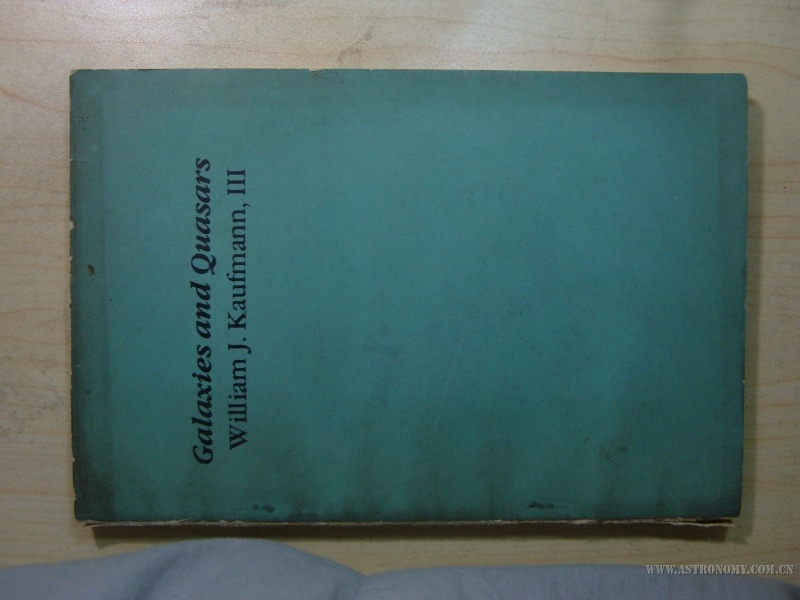 Galaxies and Quasars
William J. Kaufmann, III
WWW.ASTRONOMY.COM.CN